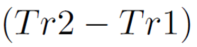 (Tr2 − Tr1)